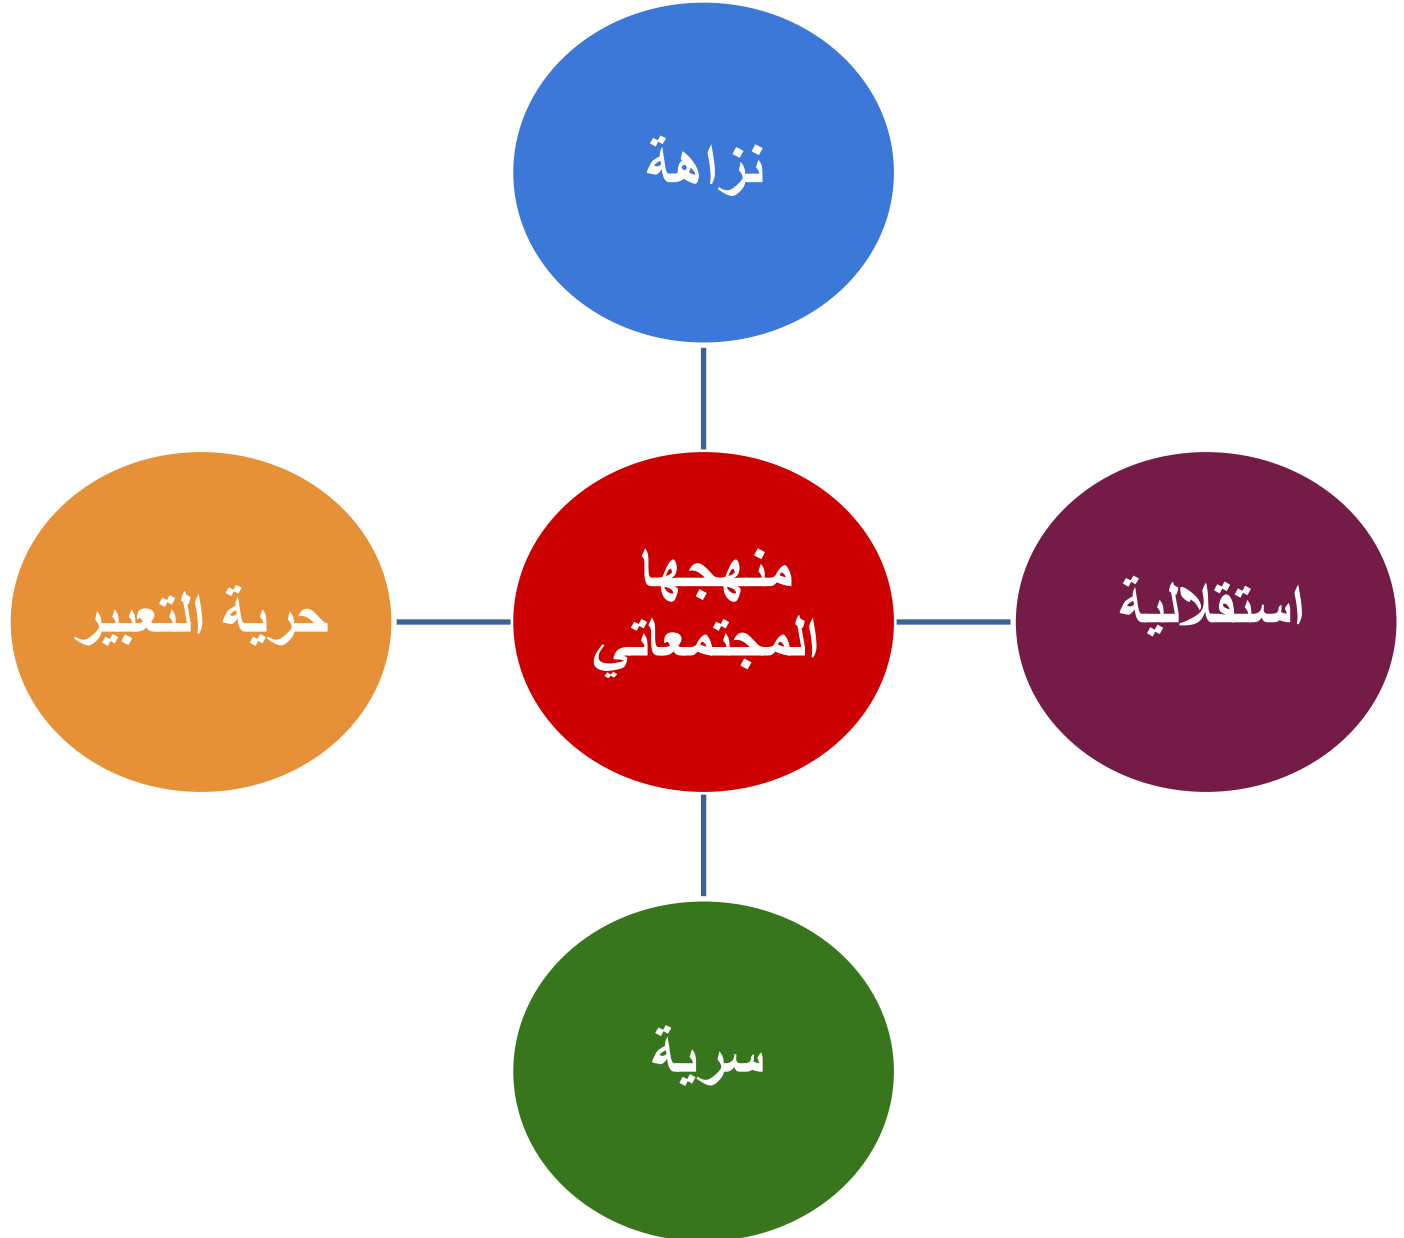 نزاهة
استقلالية
منهجها
المجتمعاتي
حرية التعبير
سرية